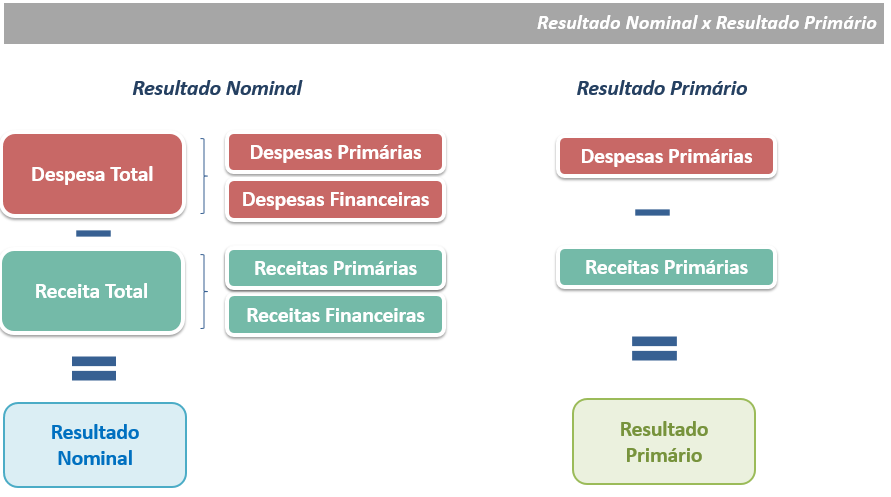 Resultado Nominal x Resultado Primário
Resultado Nominal
Resultado Primário
Despesa Total
Despesas Primárias
Despesas Financeiras
Despesas Primárias
Receita Total
Receitas Primárias
Receitas Financeiras
Receitas Primárias
Resultado
Nominal
Resultado
Primário